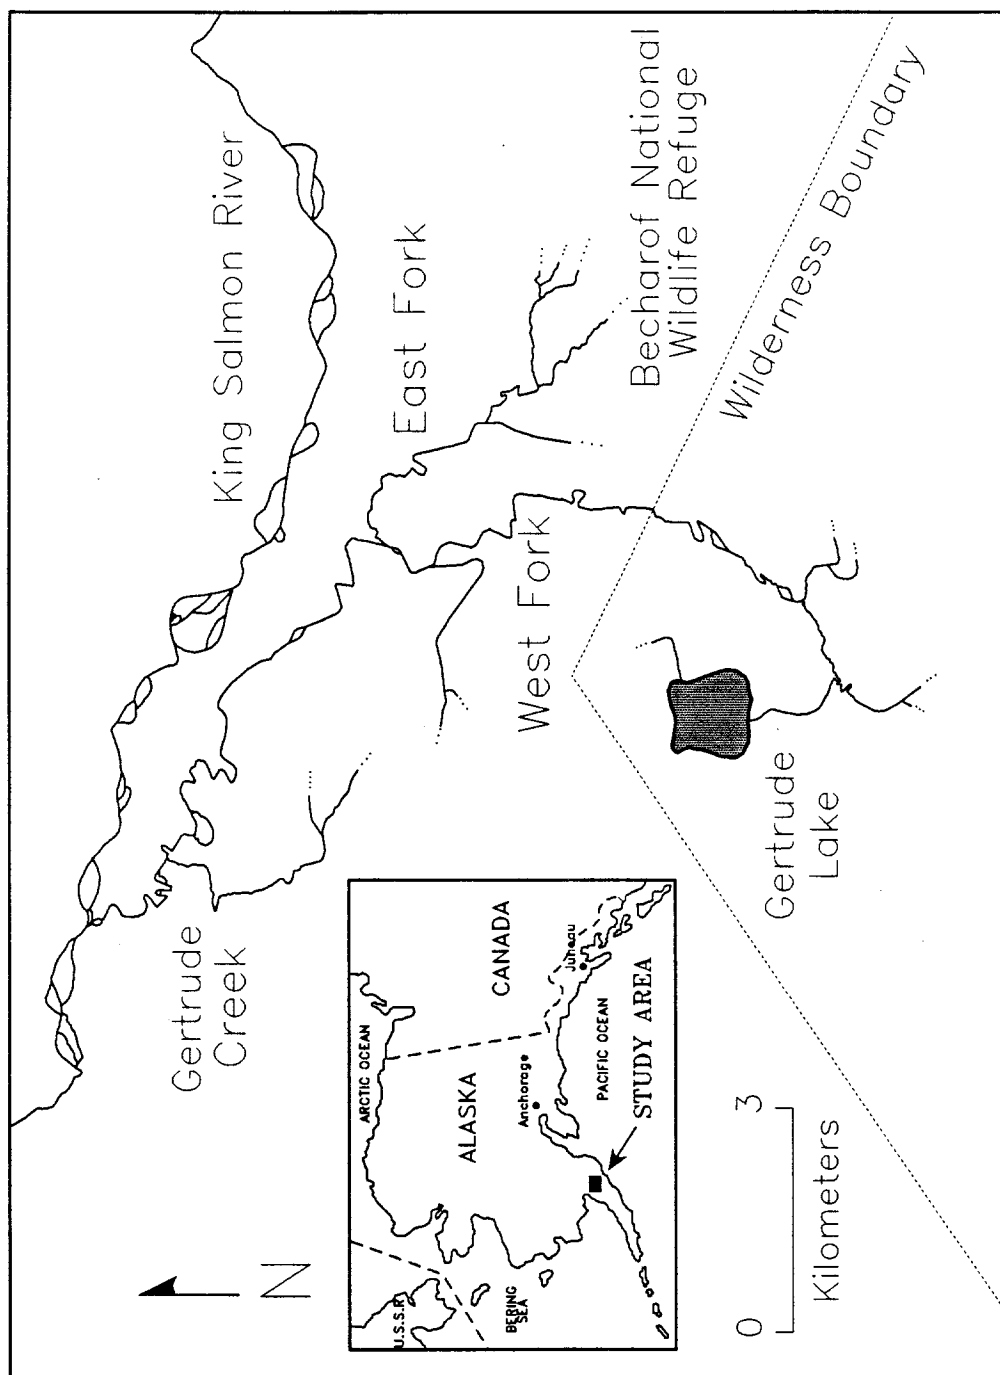 King Salmon River
East Fork
Becharof National
Wildlife Refuge
Wilderness Boundary
West Fork
Gertrude
Creek
Gertrude
Lake
N
U.S.S.R.
ARCTIC OCEAN
ALASKA
CANADA
BERING
SEA
Anchorage
Juneau
PACIFIC OCEAN
STUDY AREA
0
3
Kilometers